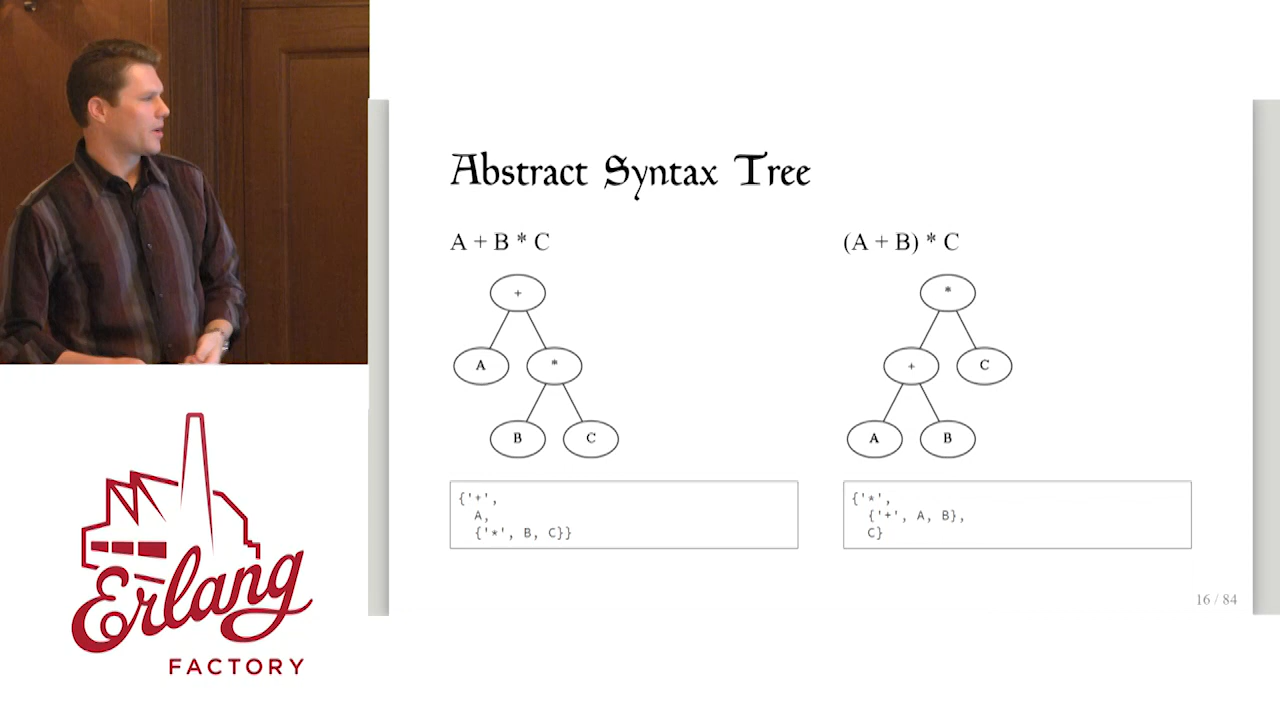 Abstract Syntax Tree
A + B * C
(A + B) * C
+
A
*
B
C
*
+
C
A
B
{'+',
A,
{'*', B, C}}
{'*',
{'+', A, B},
C}
16 / 84
Erlang
FACTORY